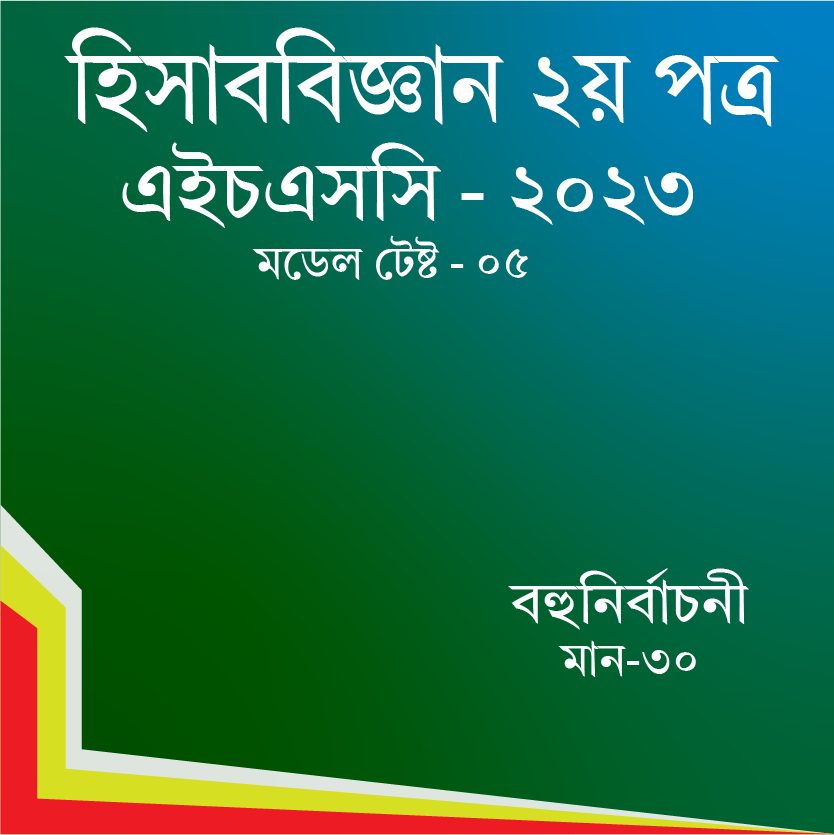 হিসাববিজ্ঞান ২য় পত্র
এইচএসসি - ২০২৩
মডেল টেষ্ট - ০৫
বহুনির্বাচনী
মান-৩০